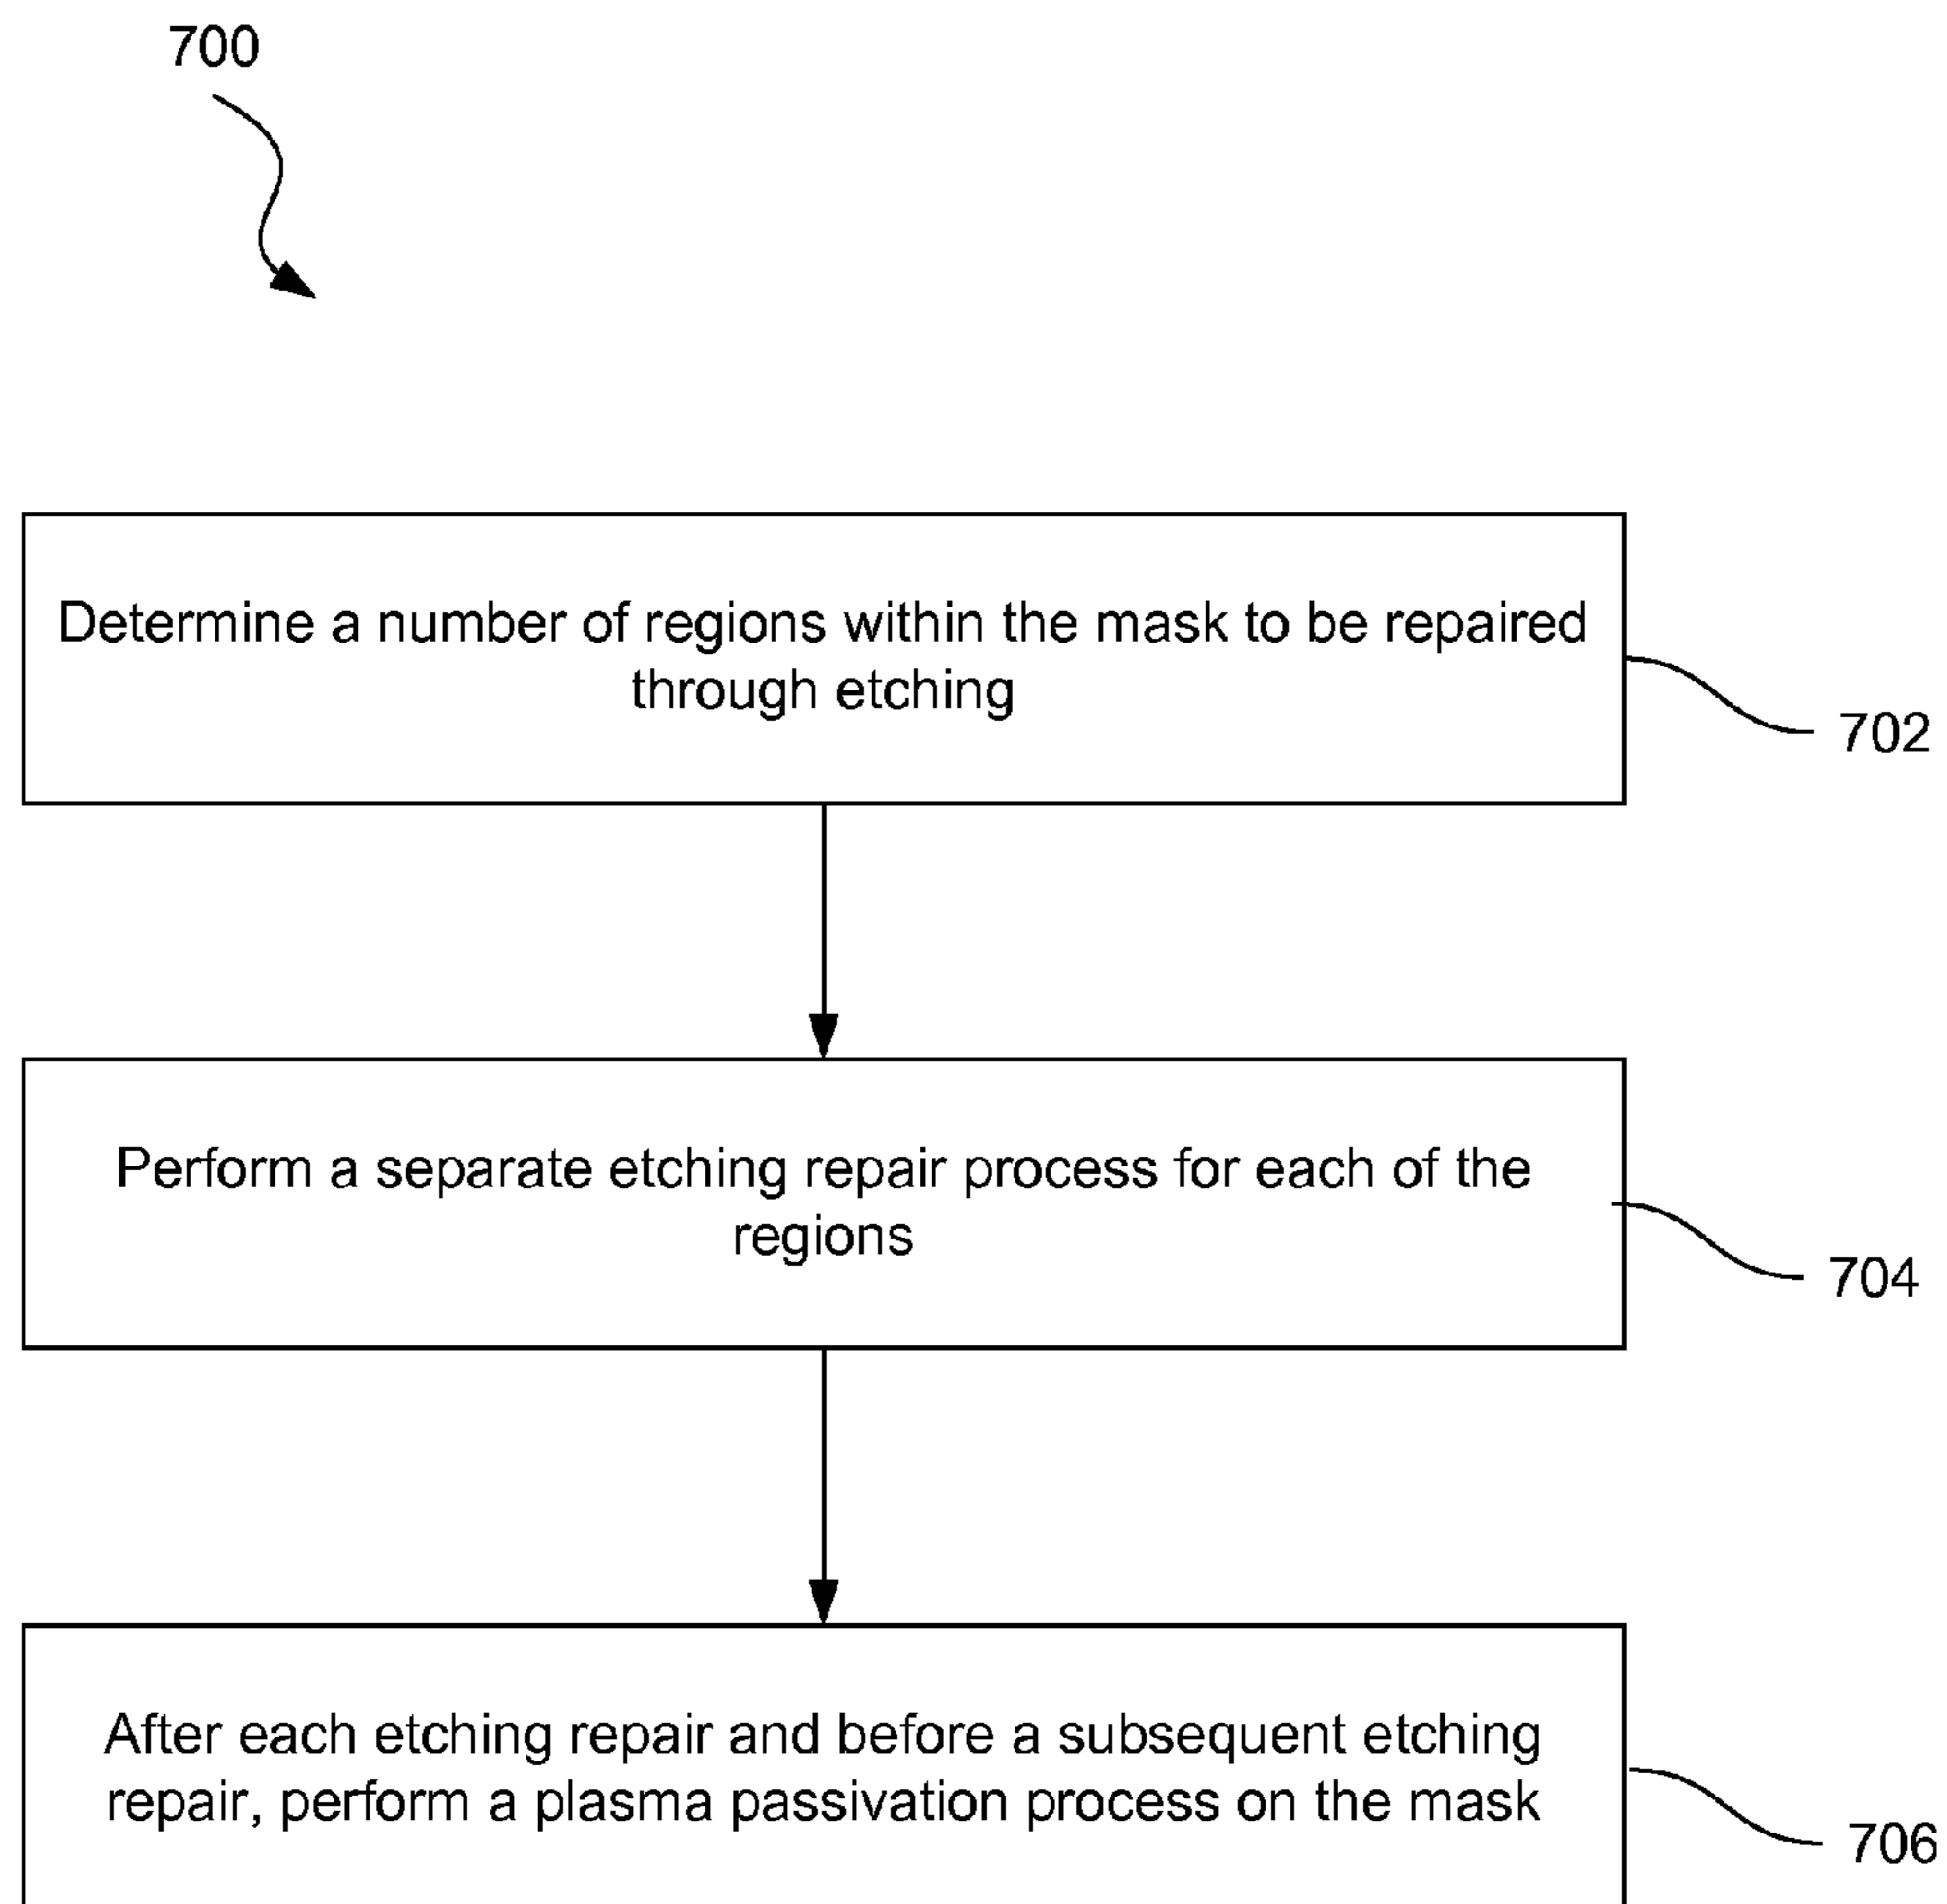 700
Determine a number of regions within the mask to be repaired
through etching
702
Perform a separate etching repair process for each of the
regions
704
After each etching repair and before a subsequent etching
repair, perform a plasma passivation process on the mask
706